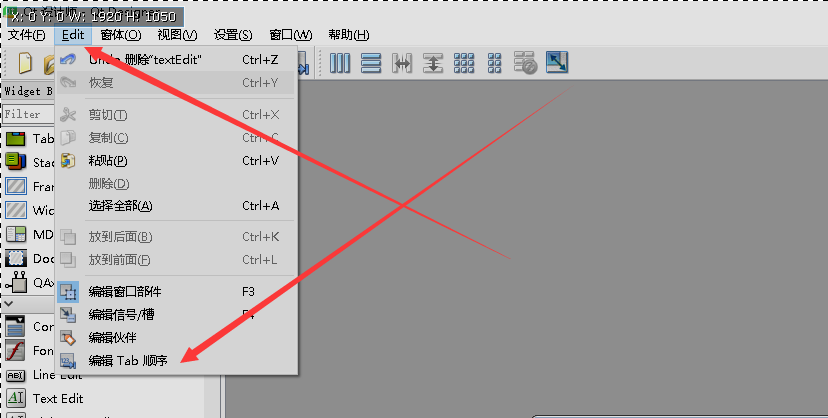 X: 0 Y: 0 W: 1920 H: 1050
文件(F) Edit 窗体(O) 视图(V) 设置(S) 窗口(W) 帮助(H)
Undo 删除"textEdit" Ctrl+Z
恢复 Ctrl+Y
Widget B
Filter
剪切(T) Ctrl+X
Tab
复制(C) Ctrl+C
Stac
粘贴(P) Ctrl+V
Fran
删除(D)
Wid
选择全部(A) Ctrl+A
MD
放到后面(B) Ctrl+K
Doc
放到前面(F) Ctrl+L
QAx
编辑窗口部件 F3
编辑信号/槽 F4
Con
编辑伙伴
Fon
编辑 Tab 顺序
Line Edit
Text Edit